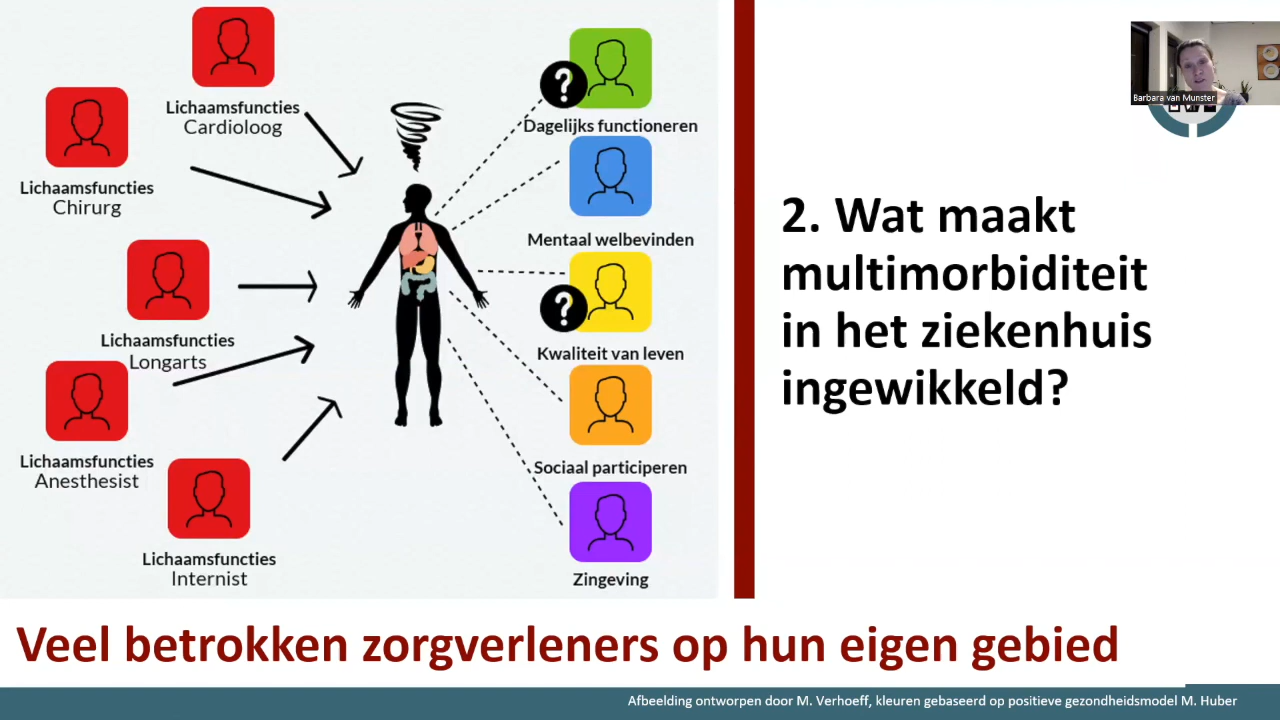 Lichaamsfuncties
Cardioloog
Lichaamsfuncties
Chirurg
Lichaamsfuncties
Longarts
Lichaamsfuncties
Anesthesist
Lichaamsfuncties
Internist
?
Dagelijks functioneren
Mentaal welbevinden
?
Kwaliteit van leven
Sociaal participeren
Zingeving
Barbara van Munster
2. Wat maakt
multimorbiditeit
in het ziekenhuis
ingewikkeld?
Veel betrokken zorgverleners op hun eigen gebied
Afbeelding ontworpen door M. Verhoeff, kleuren gebaseerd op positieve gezondheidsmodel M. Huber